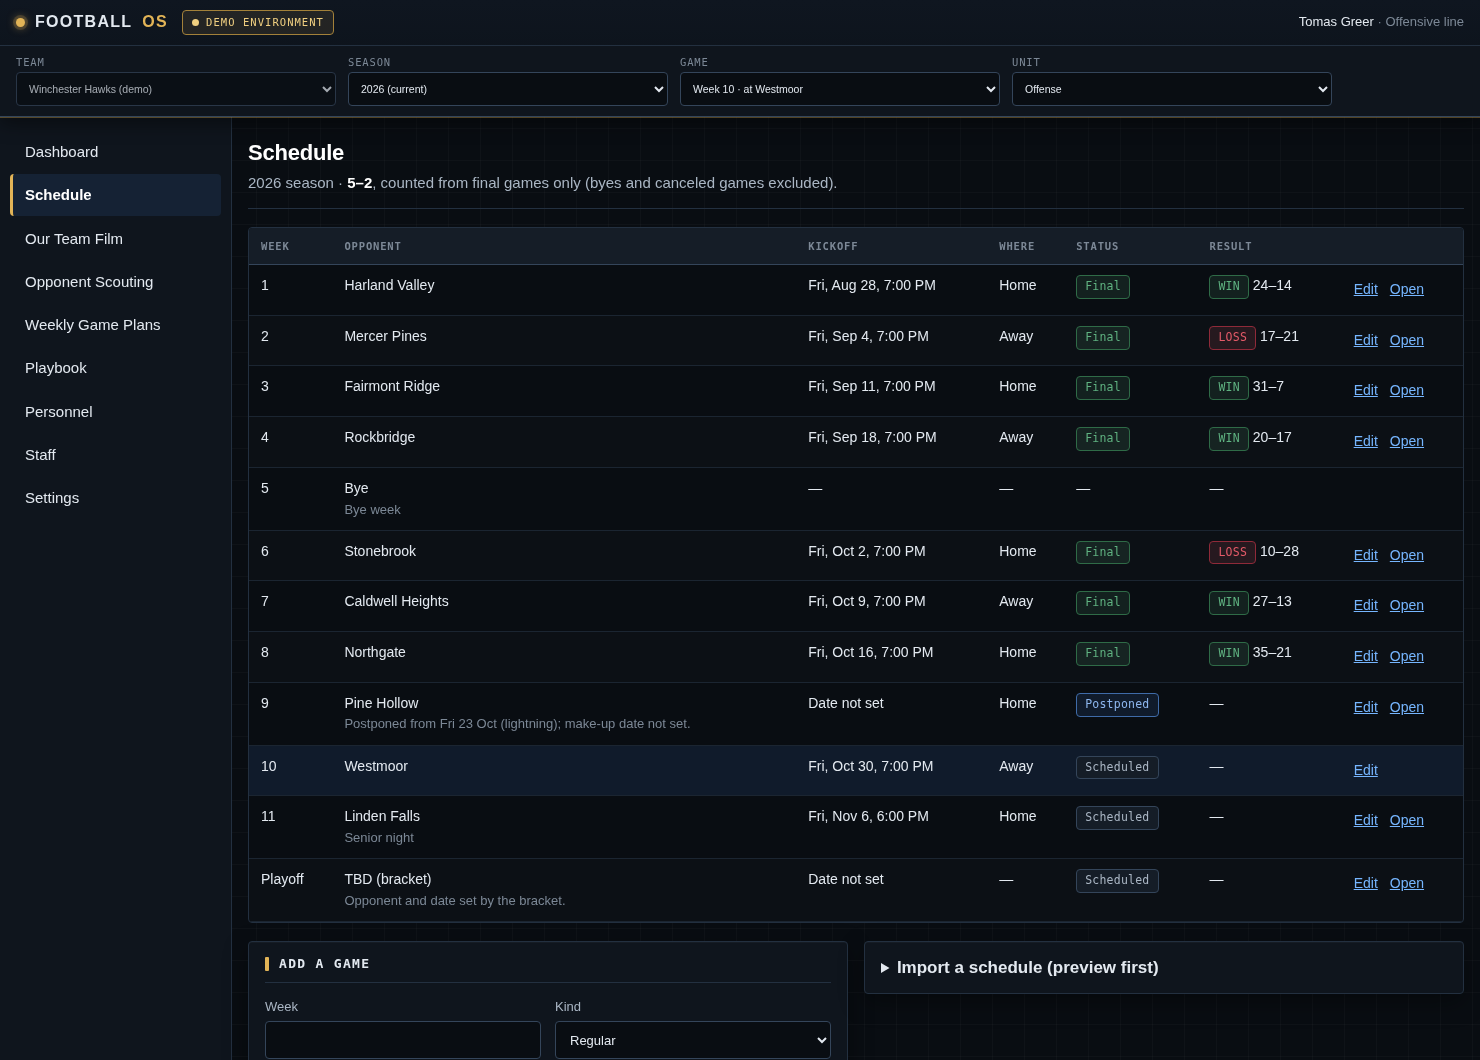 FOOTBALL OS DEMO ENVIRONMENT Tomas Greer · Offensive line
TEAM SEASON GAME UNIT
Winchester Hawks (demo) 2026 (current) Week 10 · at Westmoor Offense
Dashboard
Schedule
Our Team Film
Opponent Scouting
Weekly Game Plans
Playbook
Personnel
Staff
Settings
Schedule
2026 season · 5–2, counted from final games only (byes and canceled games excluded).
WEEK OPPONENT KICKOFF WHERE STATUS RESULT
1 Harland Valley Fri, Aug 28, 7:00 PM Home Final WIN 24–14 Edit Open
2 Mercer Pines Fri, Sep 4, 7:00 PM Away Final LOSS 17–21 Edit Open
3 Fairmont Ridge Fri, Sep 11, 7:00 PM Home Final WIN 31–7 Edit Open
4 Rockbridge Fri, Sep 18, 7:00 PM Away Final WIN 20–17 Edit Open
5 Bye — — — —
Bye week
6 Stonebrook Fri, Oct 2, 7:00 PM Home Final LOSS 10–28 Edit Open
7 Caldwell Heights Fri, Oct 9, 7:00 PM Away Final WIN 27–13 Edit Open
8 Northgate Fri, Oct 16, 7:00 PM Home Final WIN 35–21 Edit Open
9 Pine Hollow Date not set Home Postponed — Edit Open
Postponed from Fri 23 Oct (lightning); make-up date not set.
10 Westmoor Fri, Oct 30, 7:00 PM Away Scheduled — Edit
11 Linden Falls Fri, Nov 6, 6:00 PM Home Scheduled — Edit Open
Senior night
Playoff TBD (bracket) Date not set — Scheduled — Edit Open
Opponent and date set by the bracket.
ADD A GAME
Week Kind
Regular
Import a schedule (preview first)